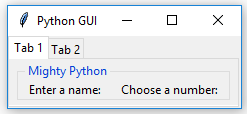 Python GUI
Tab 1 Tab 2
Mighty Python
Enter a name: Choose a number: